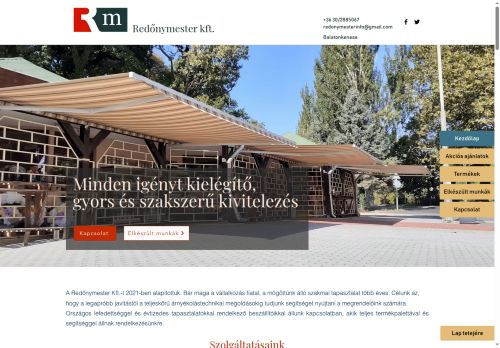 Rm
Redőnymester kft.
+36 30/2885067
redonymesterinfo@gmail.com
Balatonkenese
Kezdőlap
Akciós ajánlatok
Termékek
Elkészült munkák
Kapcsolat
Minden igényt kielégítő,
gyors és szakszerű kivitelezés
Kapcsolat
Elkészült munkák >
A Redőnymester Kft.-t 2021-ben alapítottuk. Bár maga a vállalkozás fiatal, a mögöttünk álló szakmai tapasztalat több éves. Célunk az,
hogy a legapróbb javítástól a teljeskörű árnyékolástechnikai megoldásokig tudjunk segítséget nyújtani a megrendelőink számára.
Országos lefedettséggel és évtizedes tapasztalatokkal rendelkező beszállítókkal állunk kapcsolatban, akik teljes termékpalettával és
segítséggel állnak rendelkezésünkre.
Szolgáltatásaink
Lap tetejére